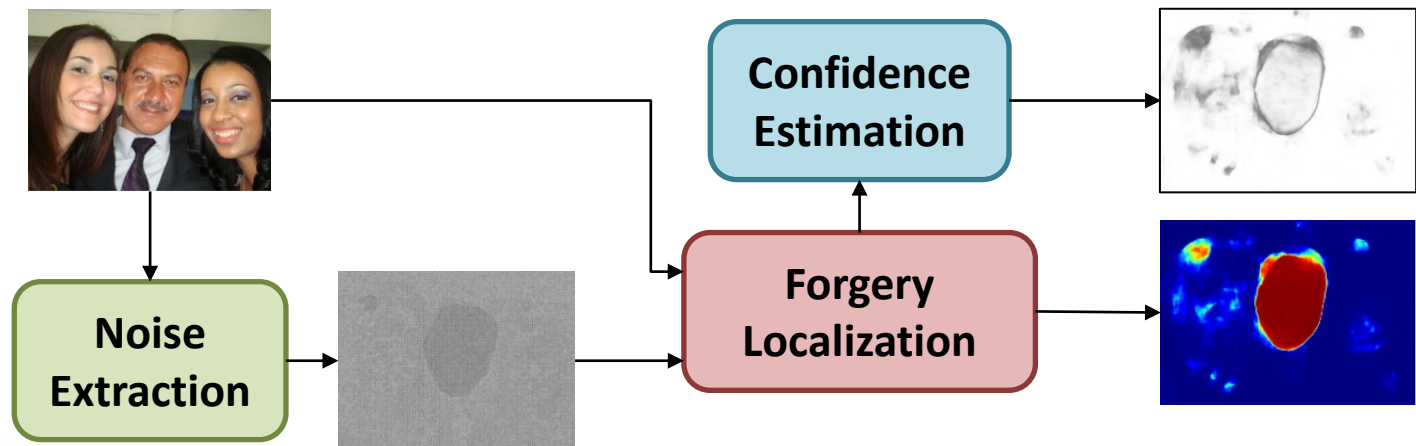 Confidence
Estimation
Forgery
Localization
Noise
Extraction